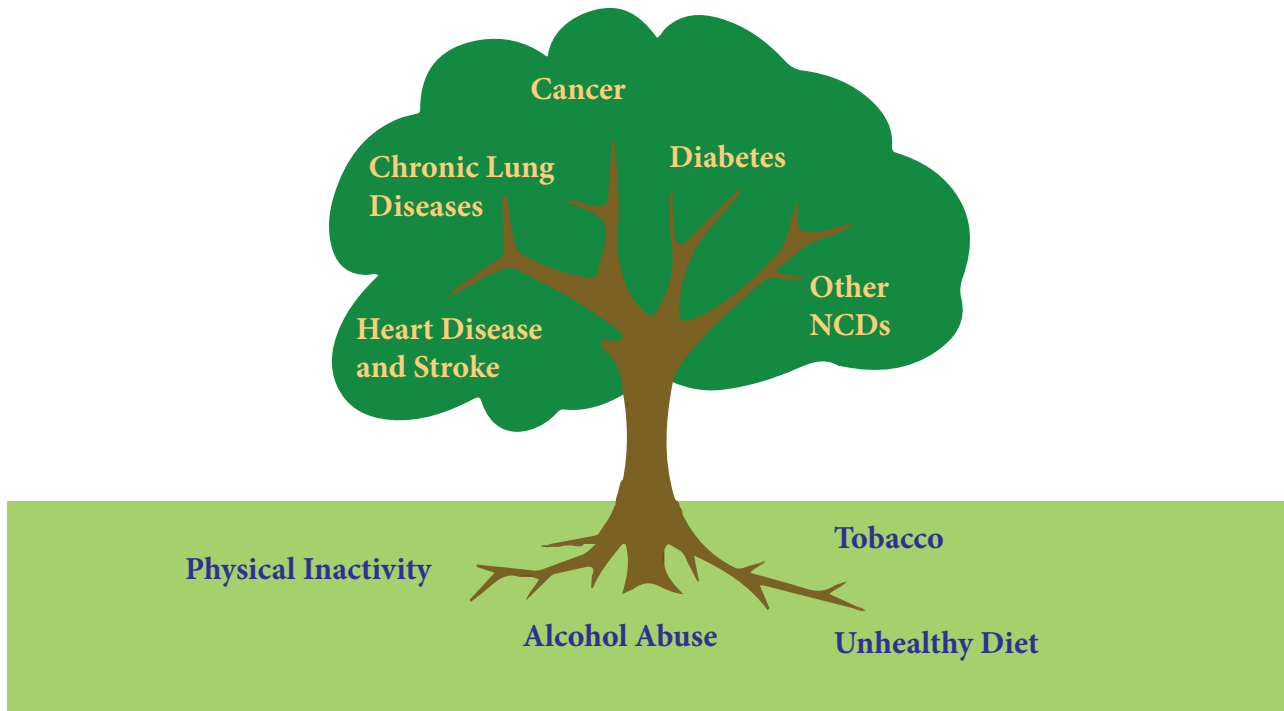 Cancer
Chronic Lung
Diseases
Diabetes
Other
NCDs
Heart Disease
and Stroke
Tobacco
Physical Inactivity
Alcohol Abuse
Unhealthy Diet